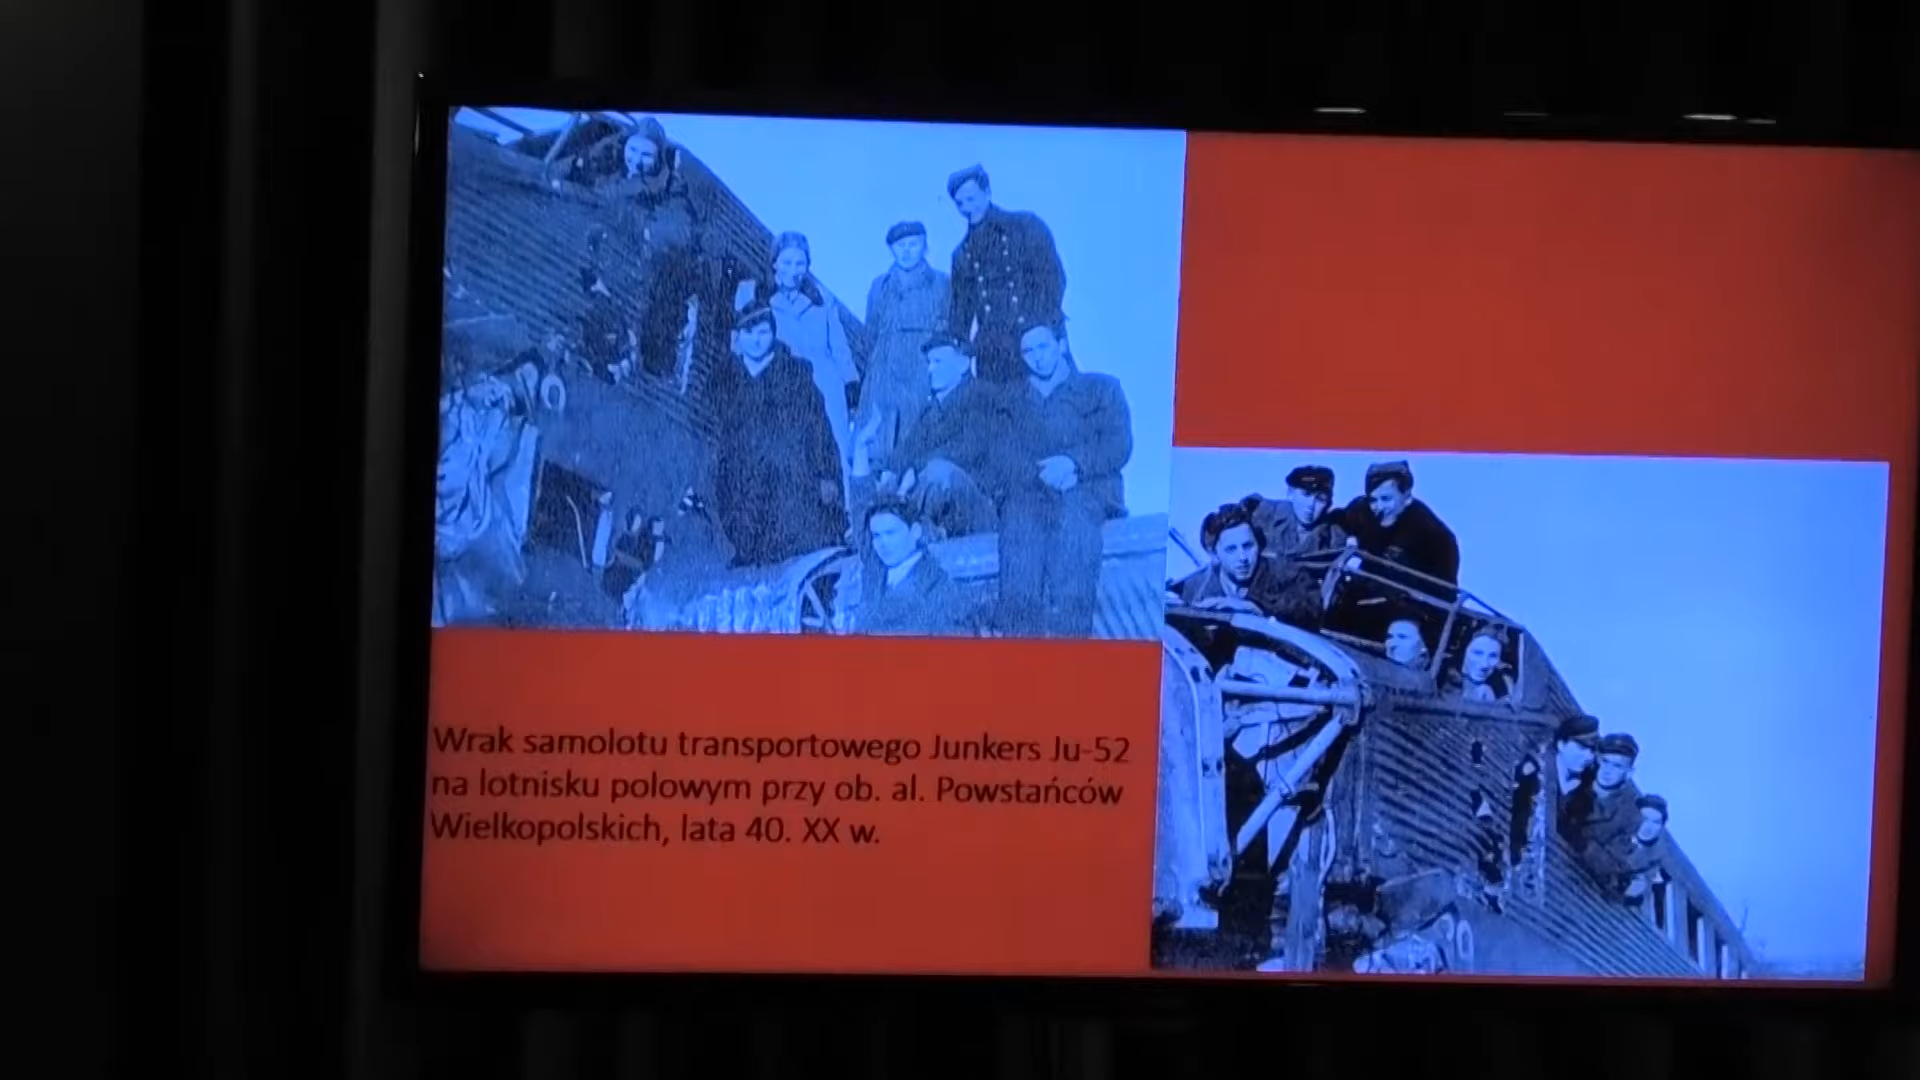 Wrak samolotu transportowego Junkers Ju-52
na lotnisku polowym przy ob. al. Powstańców
Wielkopolskich, lata 40. XX w.